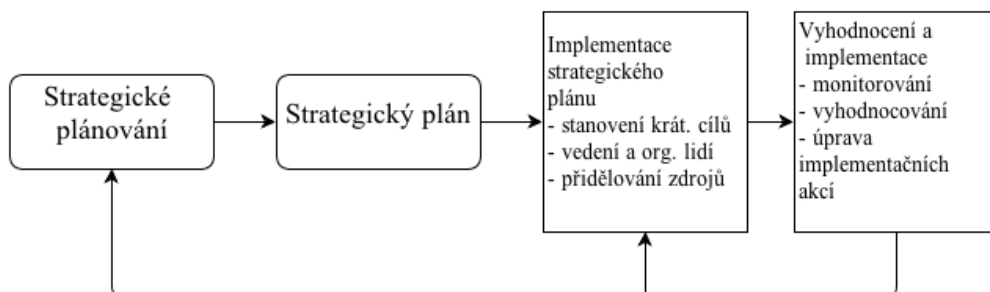 Strategické
plánování
Strategický plán
Implementace
strategického
plánu
- stanovení krát. cílů
- vedení a org. lidí
- přidělování zdrojů
Vyhodnocení a
implementace
- monitorování
- vyhodnocování
- úprava
implementačních
akcí